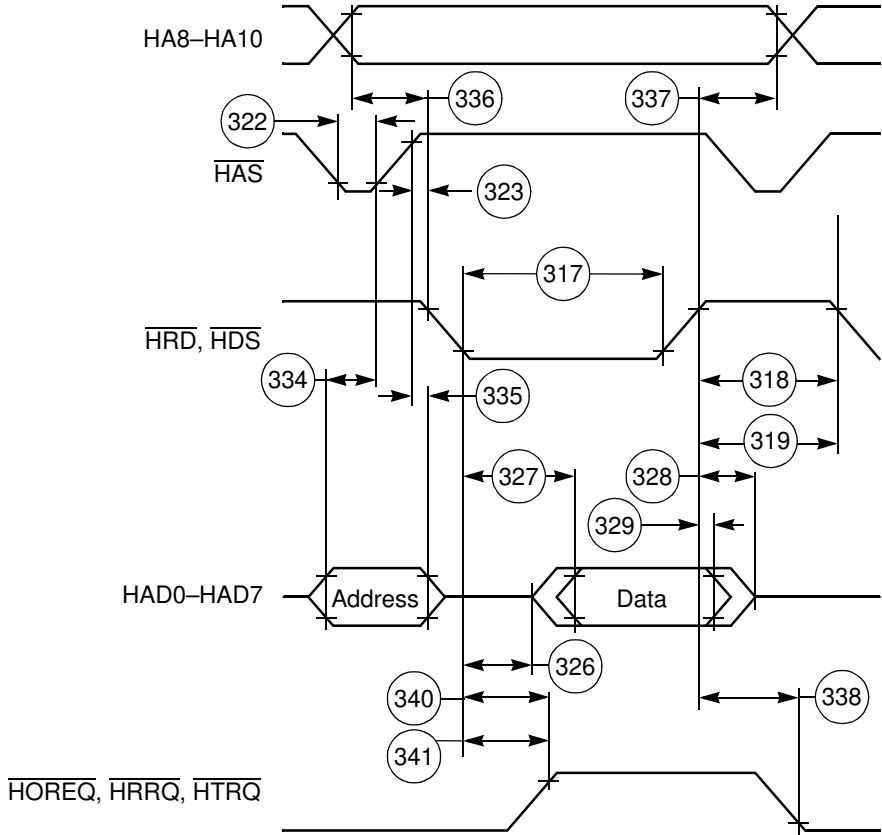 HA8–HA10
336
337
322
HAS
323
317
HRD, HDS
334
335
318
319
327
328
329
HAD0–HAD7
Address
Data
326
340
338
341
HOREQ, HRRQ, HTRQ